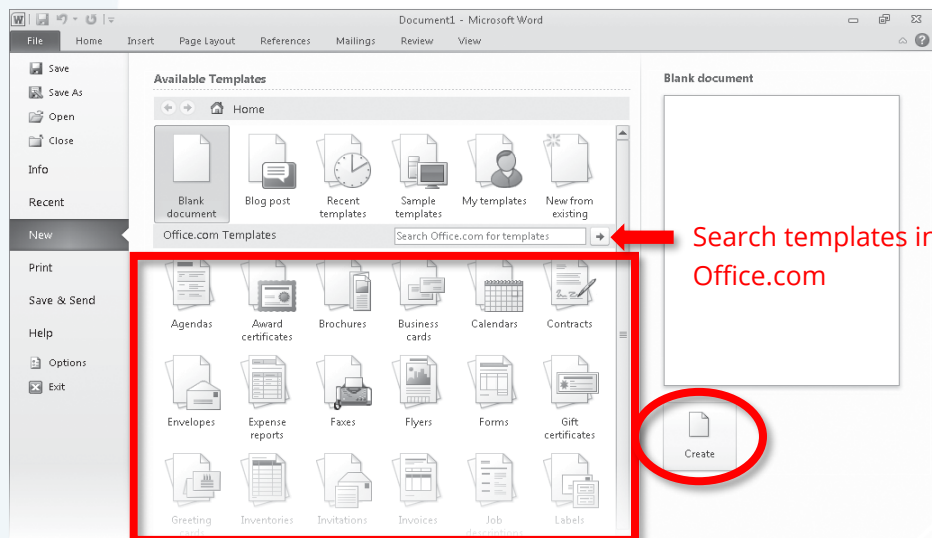 W
Document1 - Microsoft Word
File Home Insert Page Layout References Mailings Review View
Save
Save As
Open
Close
Info
Recent
New
Print
Save & Send
Help
Options
Exit
Available Templates
Home
Blank document
Blog post
Recent templates
Sample templates
My templates
New from existing
Office.com Templates
Search Office.com for templates
Agendas
Award certificates
Brochures
Business cards
Calendars
Contracts
Envelopes
Expense reports
Faxes
Flyers
Forms
Gift certificates
Greeting cards
Inventories
Invitations
Invoices
Job descriptions
Labels
Blank document
Search templates in
Office.com
Create